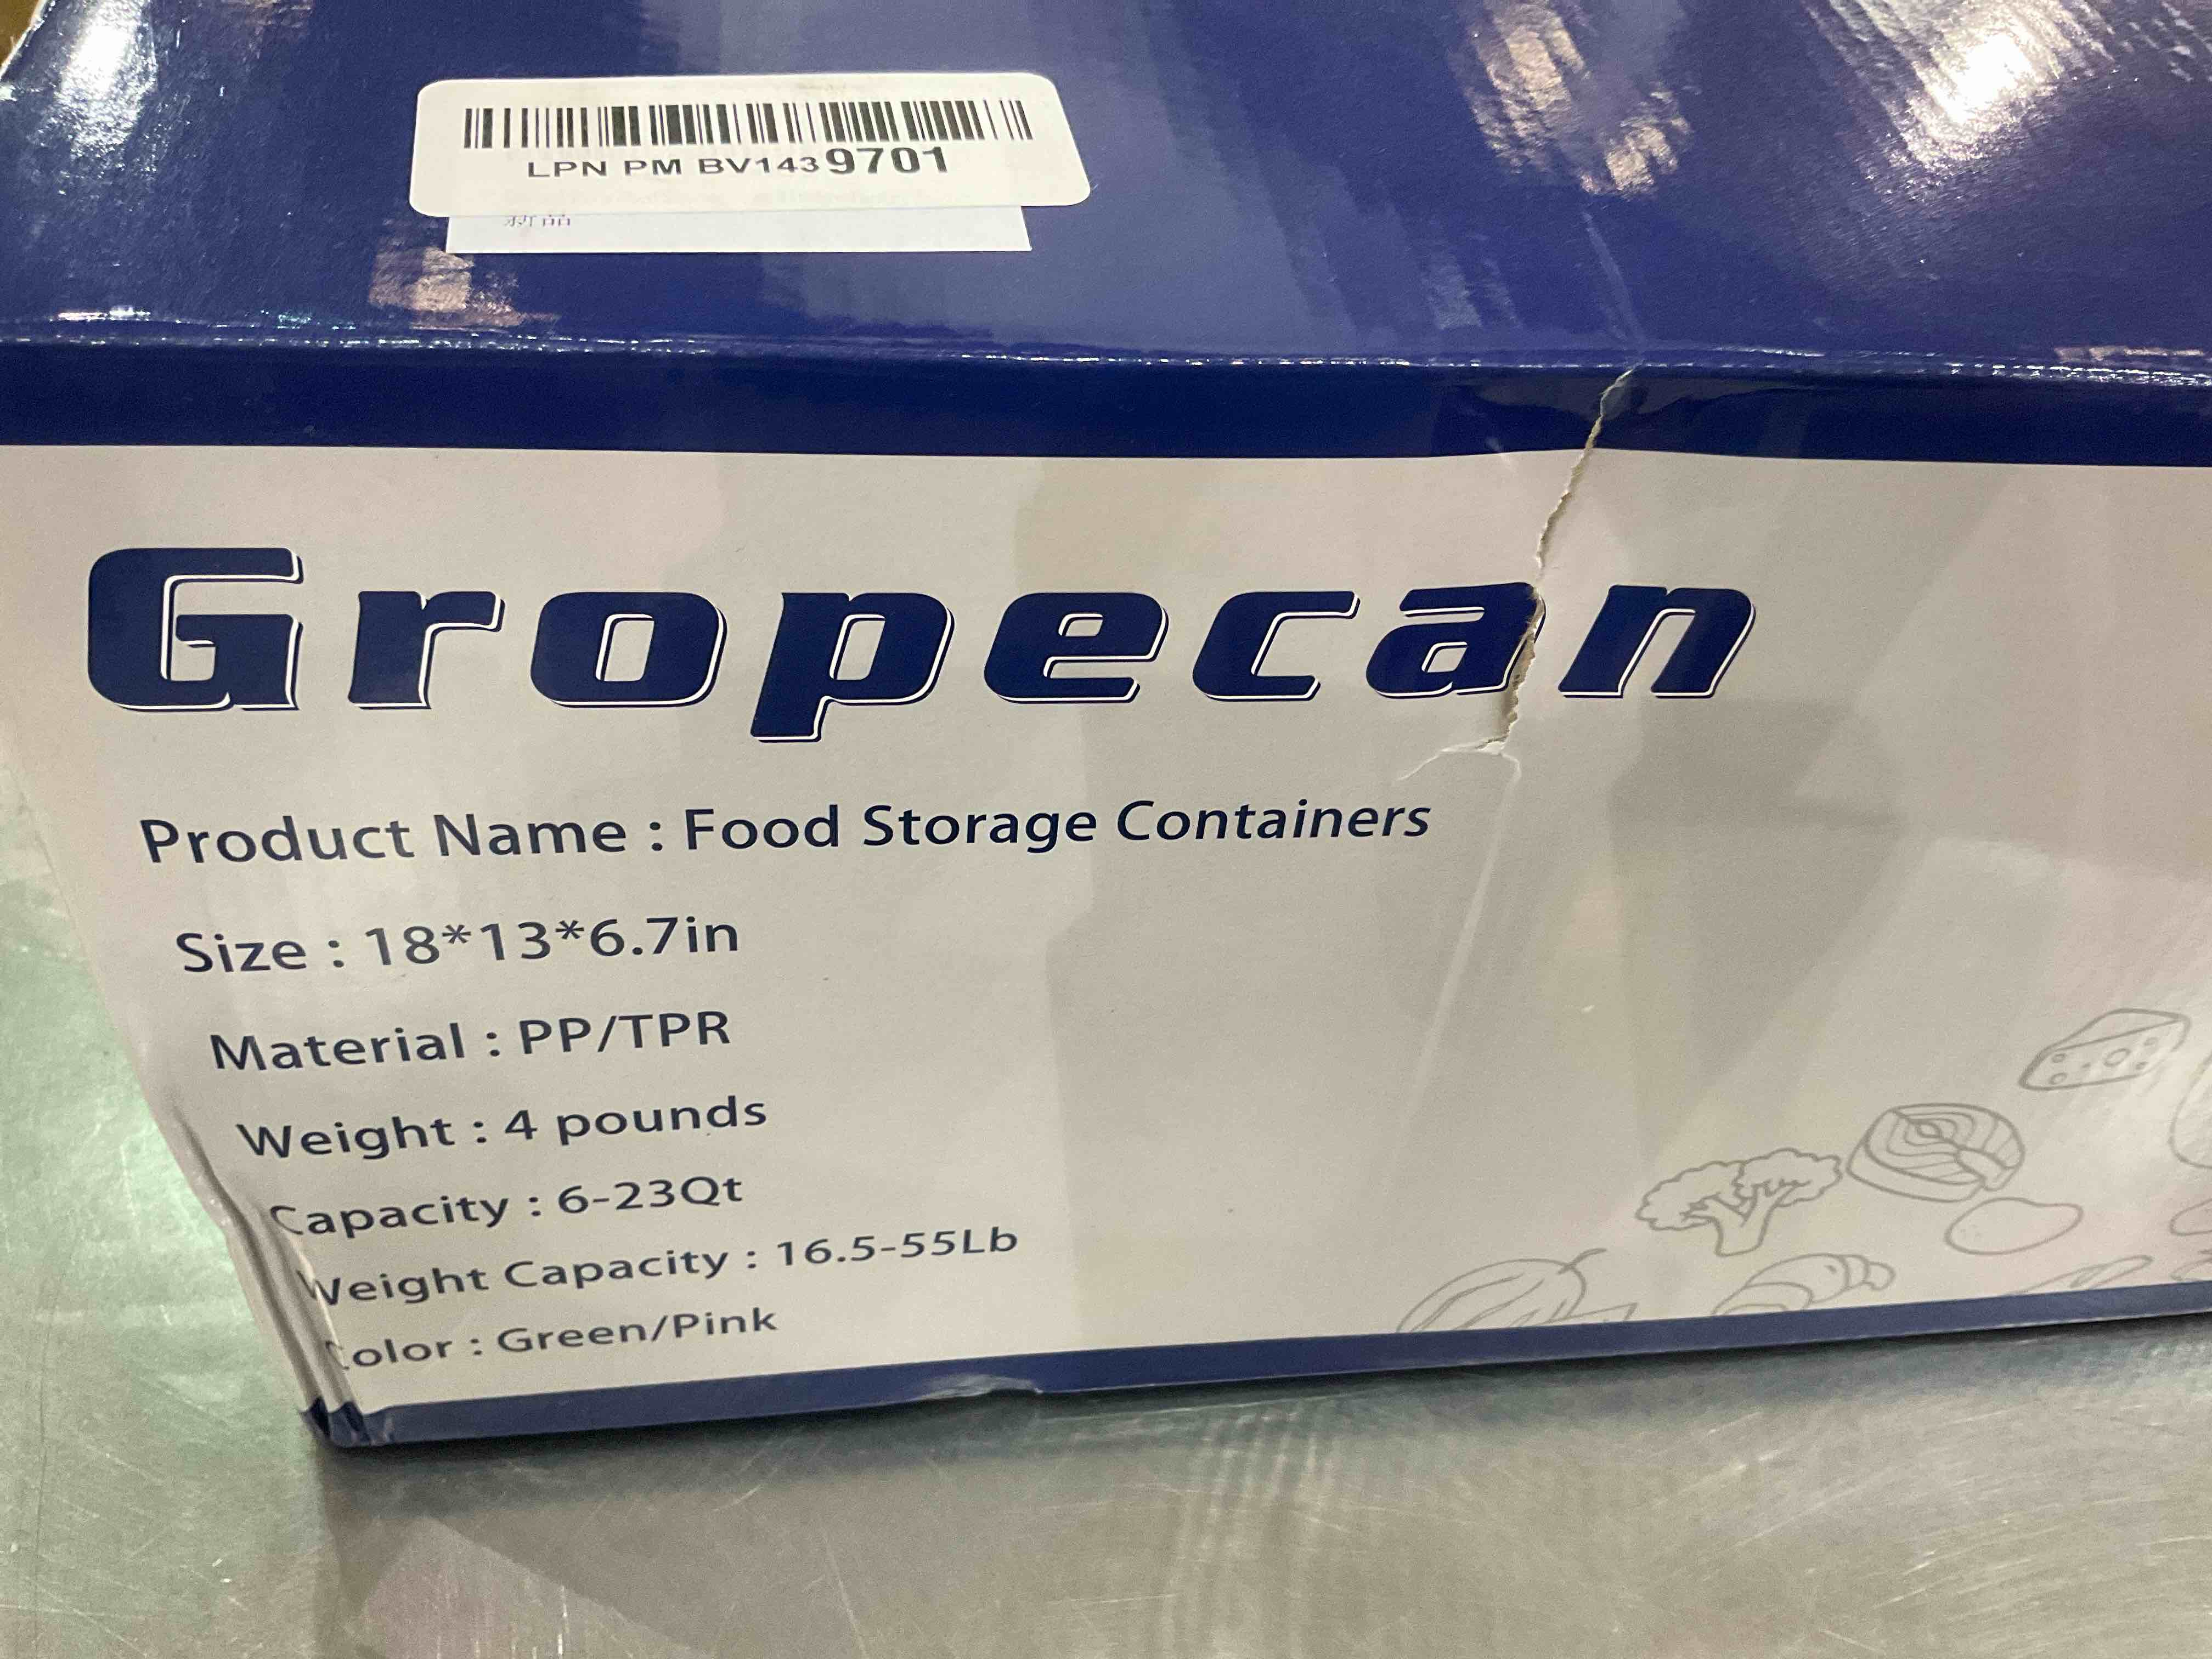 LPN PM BV1439701
Gropecan
Product Name : Food Storage Containers
Size : 18*13*6.7in
Material : PP/TPR
Weight : 4 pounds
Capacity : 6-23Qt
Weight Capacity : 16.5-55Lb
Color : Green/Pink